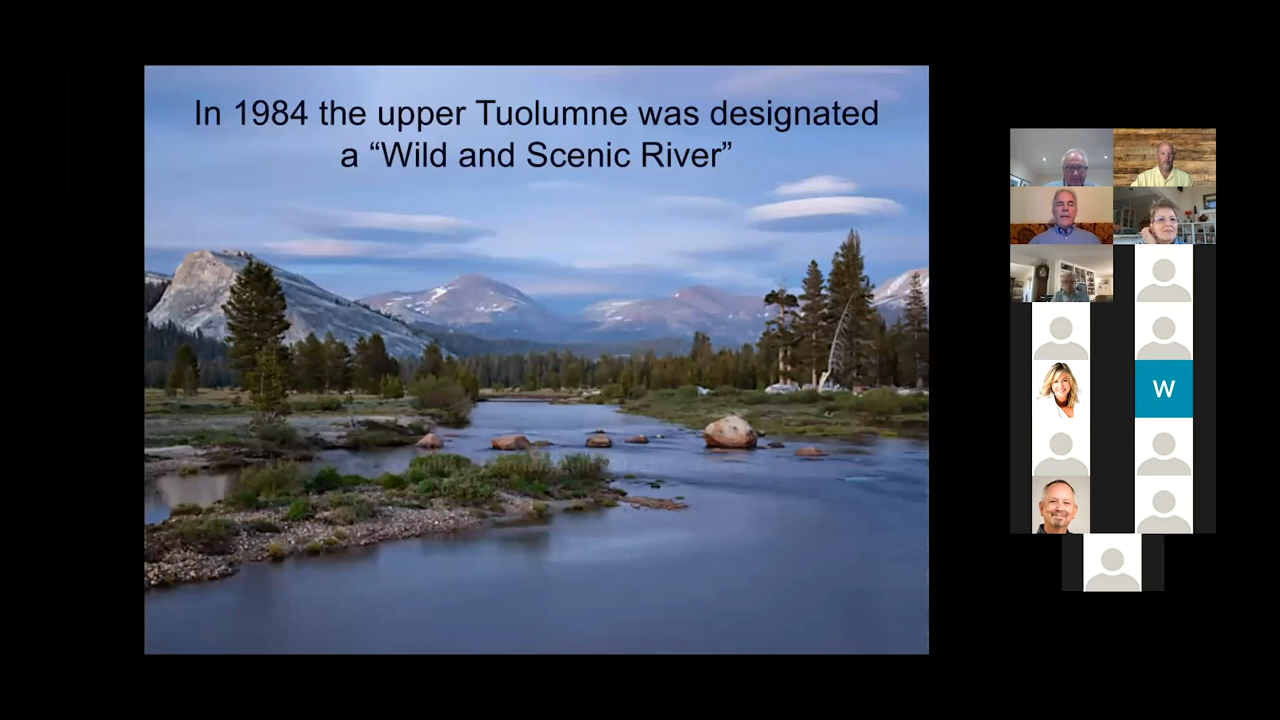 In 1984 the upper Tuolumne was designated
a “Wild and Scenic River”
W